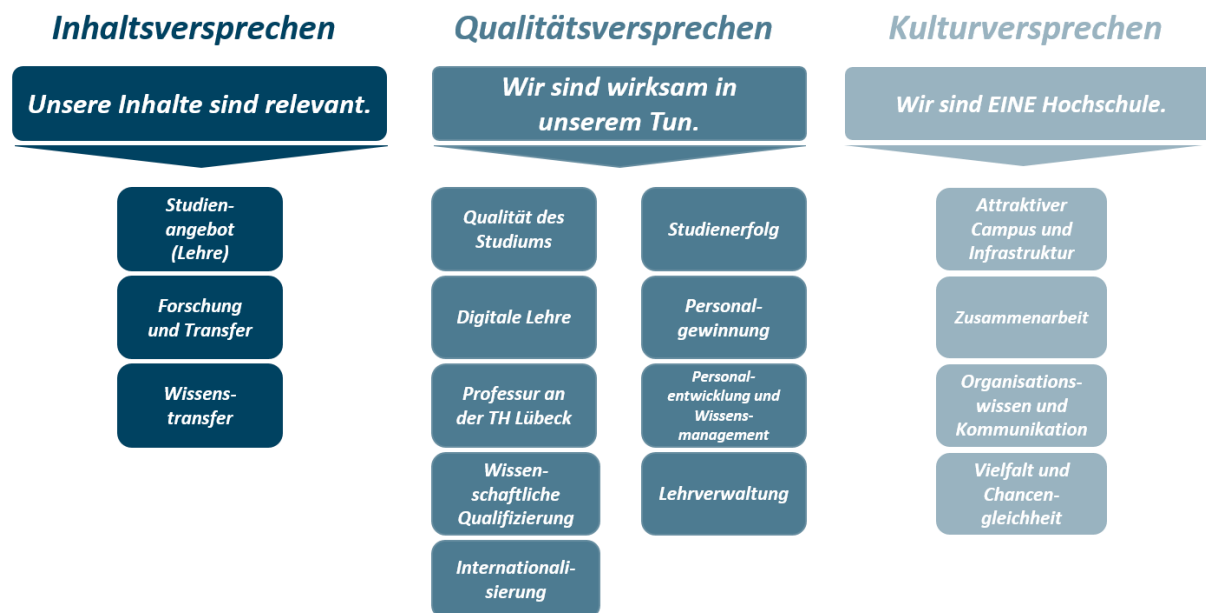 Inhaltsversprechen
Unsere Inhalte sind relevant.
Studien-
angebot
(Lehre)
Forschung
und Transfer
Wissens-
transfer
Qualitätsversprechen
Wir sind wirksam in
unserem Tun.
Qualität des
Studiums
Digitale Lehre
Professur an
der TH Lübeck
Wissen-
schaftliche
Qualifizierung
Internationali-
sierung
Studienerfolg
Personal-
gewinnung
Personal-
entwicklung und
Wissens-
management
Lehrverwaltung
Kulturversprechen
Wir sind EINE Hochschule.
Attraktiver
Campus und
Infrastruktur
Zusammenarbeit
Organisations-
wissen und
Kommunikation
Vielfalt und
Chancen-
gleichheit